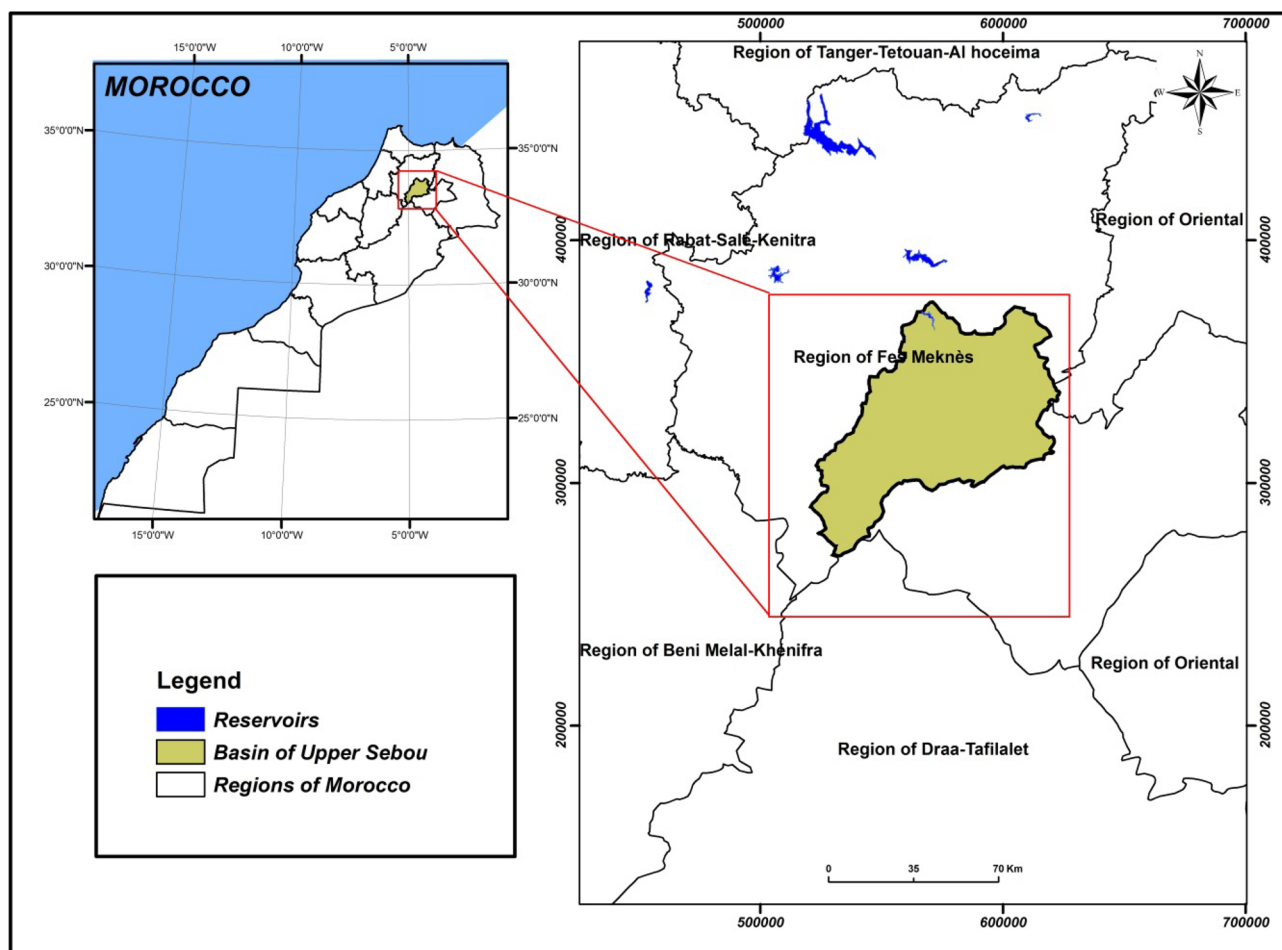 MOROCCO
15°0'0"W
10°0'0"W
5°0'0"W
35°0'0"N
35°0'0"N
30°0'0"N
30°0'0"N
25°0'0"N
25°0'0"N
15°0'0"W
10°0'0"W
5°0'0"W
Legend
Reservoirs
Basin of Upper Sebou
Regions of Morocco
500000
600000
700000
Region of Tanger-Tetouan-Al hoceima
N
W
E
S
Region of Oriental
Region of Rabat-Salé-Kenitra
400000
400000
Region of Fes Meknès
300000
300000
Region of Beni Melal-Khenifra
Region of Oriental
200000
200000
Region of Draa-Tafilalet
0
35
70 Km
500000
600000
700000